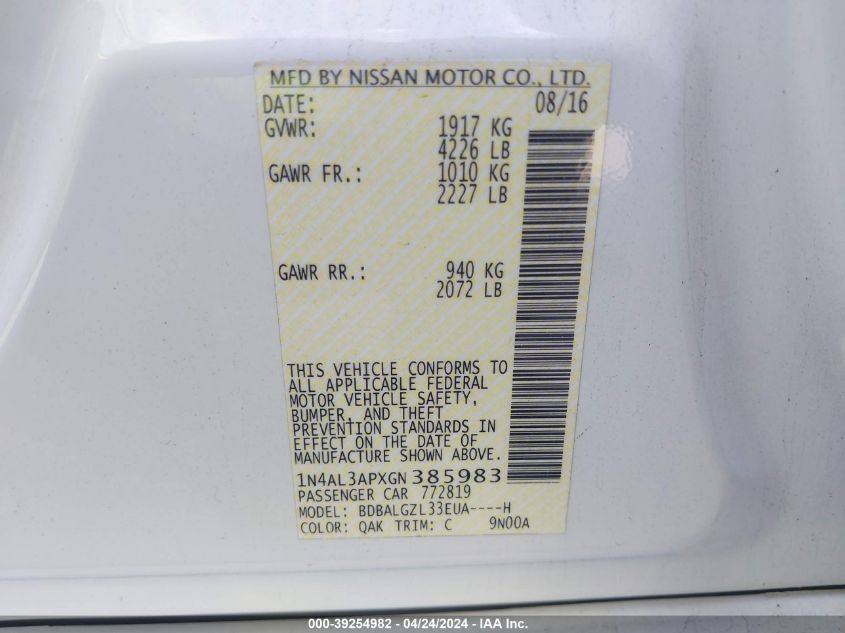 MFD BY NISSAN MOTOR CO., LTD.
DATE: 08/16
GVWR: 1917 KG
4226 LB
GAWR FR.: 1010 KG
2227 LB
GAWR RR.: 940 KG
2072 LB
THIS VEHICLE CONFORMS TO
ALL APPLICABLE FEDERAL
MOTOR VEHICLE SAFETY,
BUMPER, AND THEFT
PREVENTION STANDARDS IN
EFFECT ON THE DATE OF
MANUFACTURE SHOWN ABOVE.
1N4AL3APXGN385983
PASSENGER CAR 772819
MODEL: BDBALGZL33EUA----H
COLOR: QAK TRIM: C 9N00A
000-39254982 - 04/24/2024 - IAA Inc.